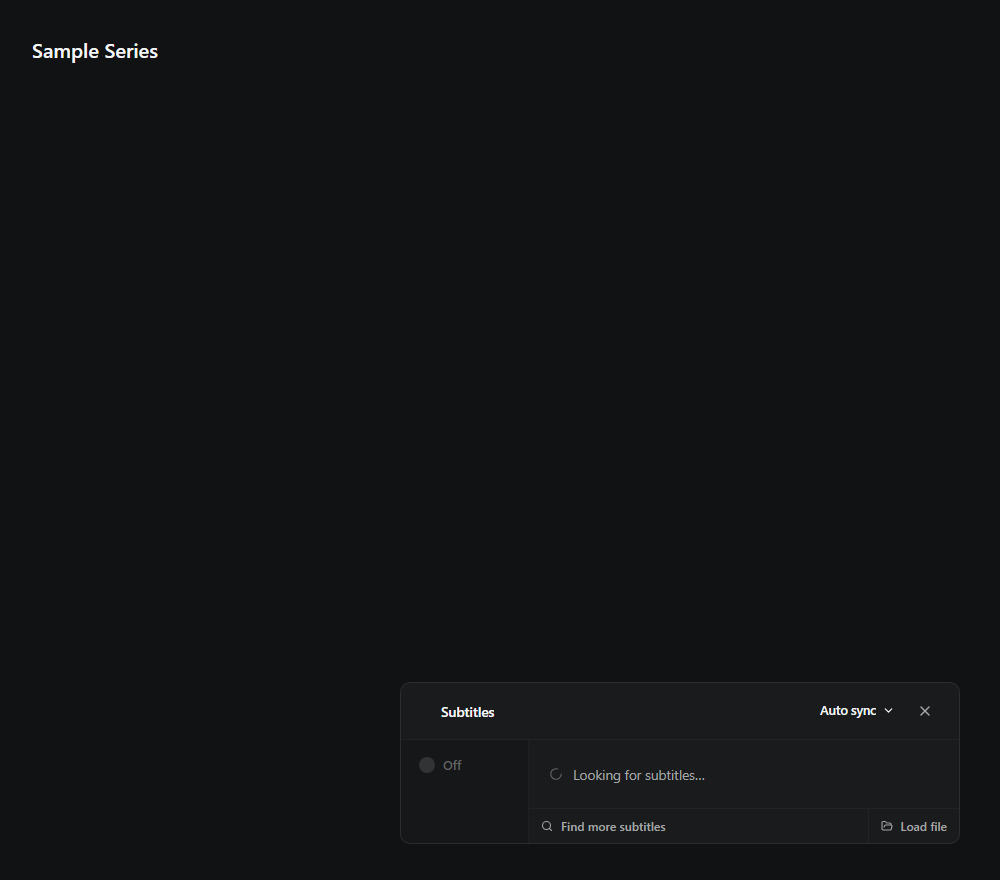 Sample Series
Subtitles
Auto sync
Off
Looking for subtitles...
Find more subtitles
Load file